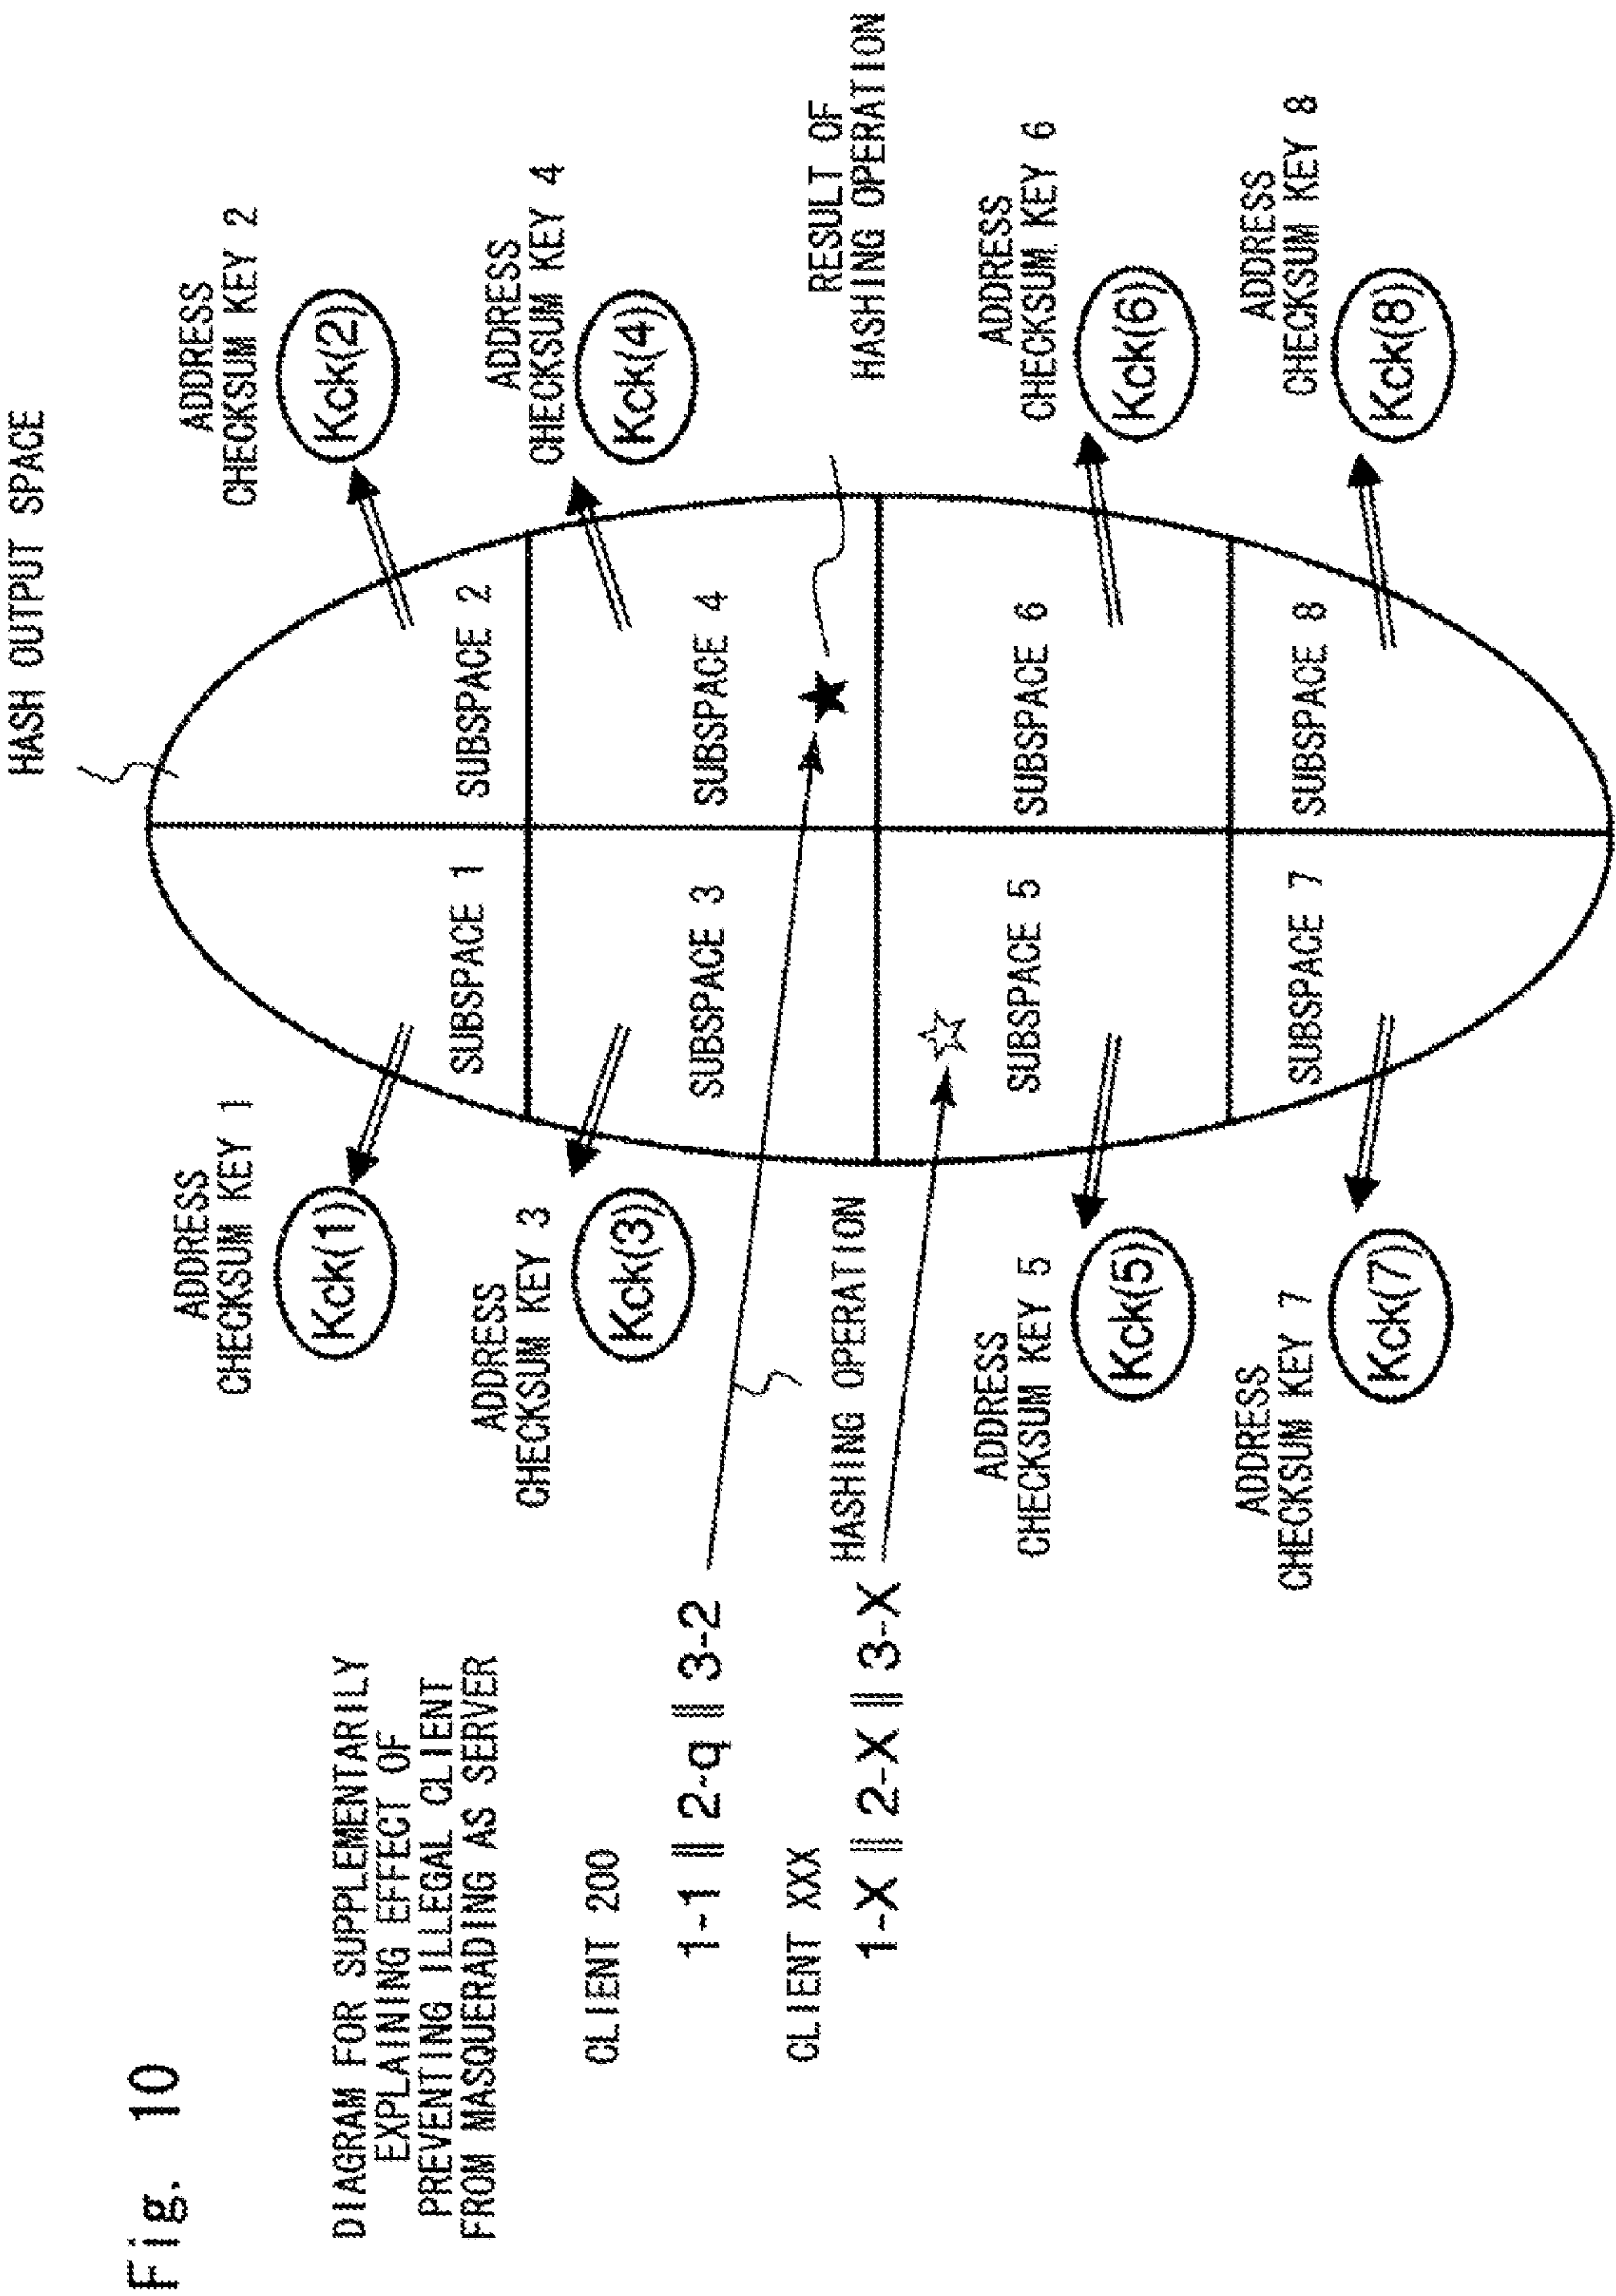 Fig. 10
DIAGRAM FOR SUPPLEMENTARILY
EXPLAINING EFFECT OF
PREVENTING ILLEGAL CLIENT
FROM MASQUERADING AS SERVER
HASH OUTPUT SPACE
ADDRESS
CHECKSUM KEY 1
Kck(1)
SUBSPACE 1
SUBSPACE 2
ADDRESS
CHECKSUM KEY 2
Kck(2)
ADDRESS
CHECKSUM KEY 3
Kck(3)
SUBSPACE 3
SUBSPACE 4
ADDRESS
CHECKSUM KEY 4
Kck(4)
CLIENT 200
1-1 || 2-q || 3-2
CLIENT XXX
1-X || 2-X || 3-X
HASHING OPERATION
RESULT OF
HASHING OPERATION
ADDRESS
CHECKSUM KEY 5
Kck(5)
SUBSPACE 5
SUBSPACE 6
ADDRESS
CHECKSUM KEY 6
Kck(6)
ADDRESS
CHECKSUM KEY 7
Kck(7)
SUBSPACE 7
SUBSPACE 8
ADDRESS
CHECKSUM KEY 8
Kck(8)